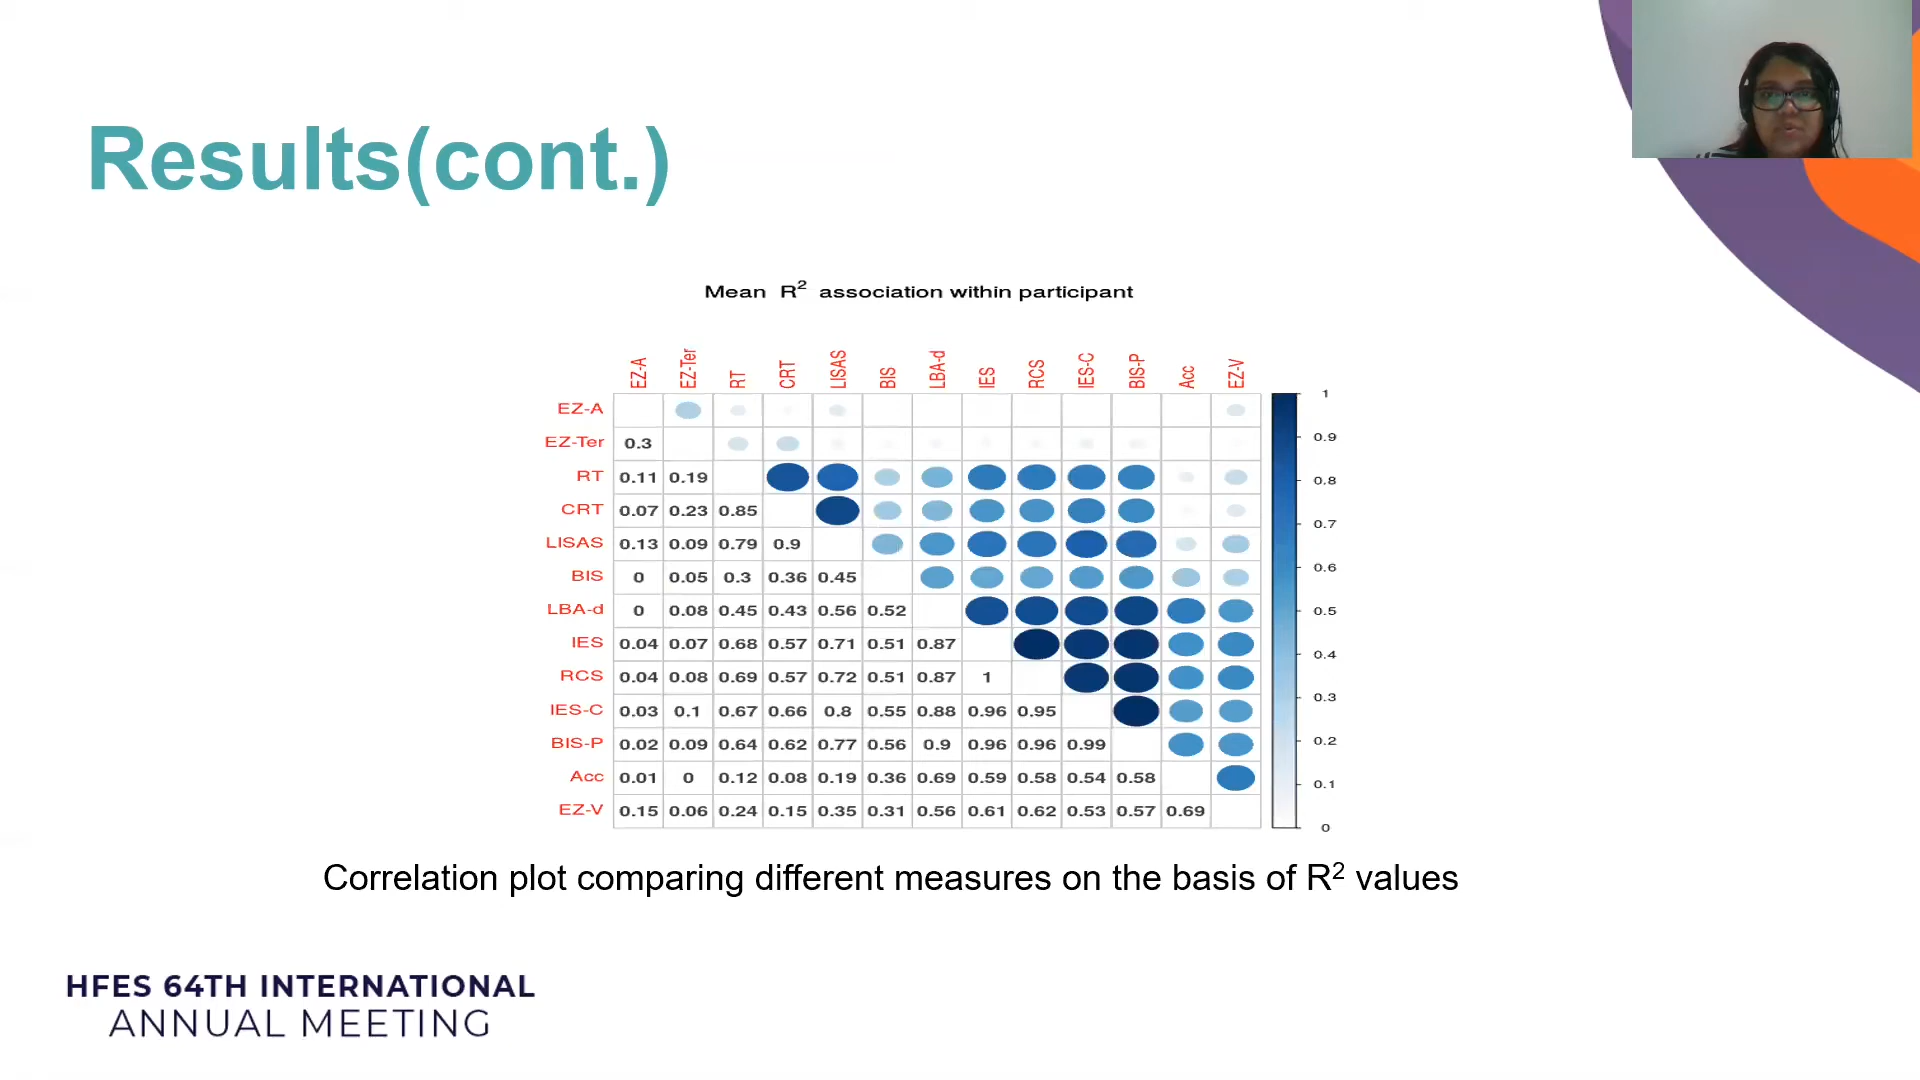 Results(cont.)
Mean R² association within participant
EZ-A EZ-Ter RT CRT LISAS BIS LBA-d IES RCS IES-C BIS-P Acc EZ-V
EZ-A
EZ-Ter 0.3
RT 0.11 0.19
CRT 0.07 0.23 0.85
LISAS 0.13 0.09 0.79 0.9
BIS 0 0.05 0.3 0.36 0.45
LBA-d 0 0.08 0.45 0.43 0.56 0.52
IES 0.04 0.07 0.68 0.57 0.71 0.51 0.87
RCS 0.04 0.08 0.69 0.57 0.72 0.51 0.87 1
IES-C 0.03 0.1 0.67 0.66 0.8 0.55 0.88 0.96 0.95
BIS-P 0.02 0.09 0.64 0.62 0.77 0.56 0.9 0.96 0.96 0.99
Acc 0.01 0 0.12 0.08 0.19 0.36 0.69 0.59 0.58 0.54 0.58
EZ-V 0.15 0.06 0.24 0.15 0.35 0.31 0.56 0.61 0.62 0.53 0.57 0.69
1
0.9
0.8
0.7
0.6
0.5
0.4
0.3
0.2
0.1
0
Correlation plot comparing different measures on the basis of R² values
HFES 64TH INTERNATIONAL
ANNUAL MEETING